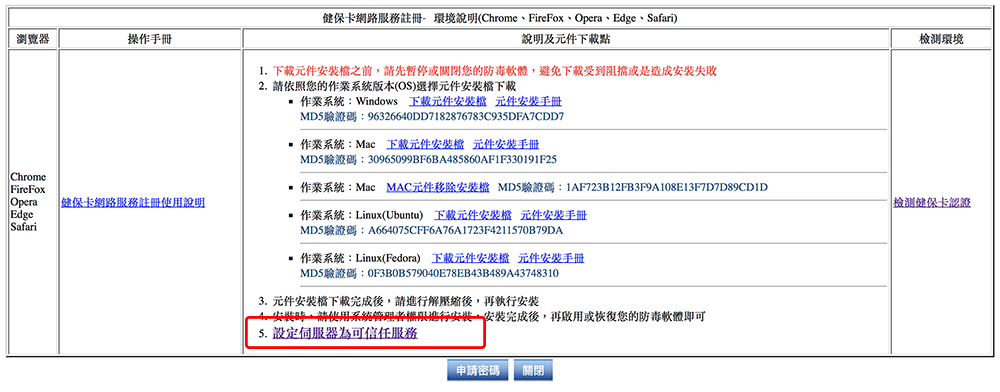 健保卡網路服務註冊- 環境說明(Chrome、FireFox、Opera、Edge、Safari)
瀏覽器 操作手冊 說明及元件下載點 檢測環境
1. 下載元件安裝檔之前，請先暫停或關閉您的防毒軟體，避免下載受到阻擋或是造成安裝失敗
2. 請依照您的作業系統版本(OS)選擇元件安裝檔下載
作業系統：Windows 下載元件安裝檔 元件安裝手冊
MD5驗證碼：96326640DD7182876783C935DFA7CDD7
作業系統：Mac 下載元件安裝檔 元件安裝手冊
MD5驗證碼：30965099BF6BA485860AF1F330191F25
作業系統：Mac MAC元件移除安裝檔 MD5驗證碼：1AF723B12FB3F9A108E13F7D7D89CD1D
作業系統：Linux(Ubuntu) 下載元件安裝檔 元件安裝手冊
MD5驗證碼：A664075CFF6A76A1723F4211570B79DA
作業系統：Linux(Fedora) 下載元件安裝檔 元件安裝手冊
MD5驗證碼：0F3B0B579040E78EB43B489A43748310
3. 元件安裝檔下載完成後，請進行解壓縮後，再執行安裝
4. 安裝時，請使用系統管理者權限進行安裝，安裝完成後，再啟用或恢復您的防毒軟體即可
5. 設定伺服器為可信任服務
Chrome
FireFox
Opera
Edge
Safari
健保卡網路服務註冊使用說明
檢測健保卡認證
申請密碼 關閉